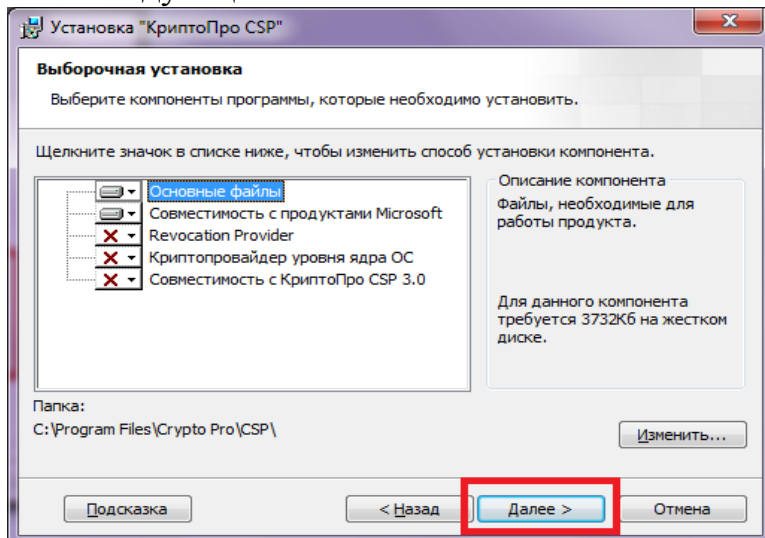 Установка "КриптоПро CSP"
Выборочная установка
Выберите компоненты программы, которые необходимо установить.
Щелкните значок в списке ниже, чтобы изменить способ установки компонента.
Основные файлы
Совместимость с продуктами Microsoft
Revocation Provider
Криптопровайдер уровня ядра ОС
Совместимость с КриптоПро CSP 3.0
Описание компонента
Файлы, необходимые для
работы продукта.
Для данного компонента
требуется 3732Кб на жестком
диске.
Папка:
C:\Program Files\Crypto Pro\CSP\
Изменить...
Подсказка
< Назад
Далее >
Отмена